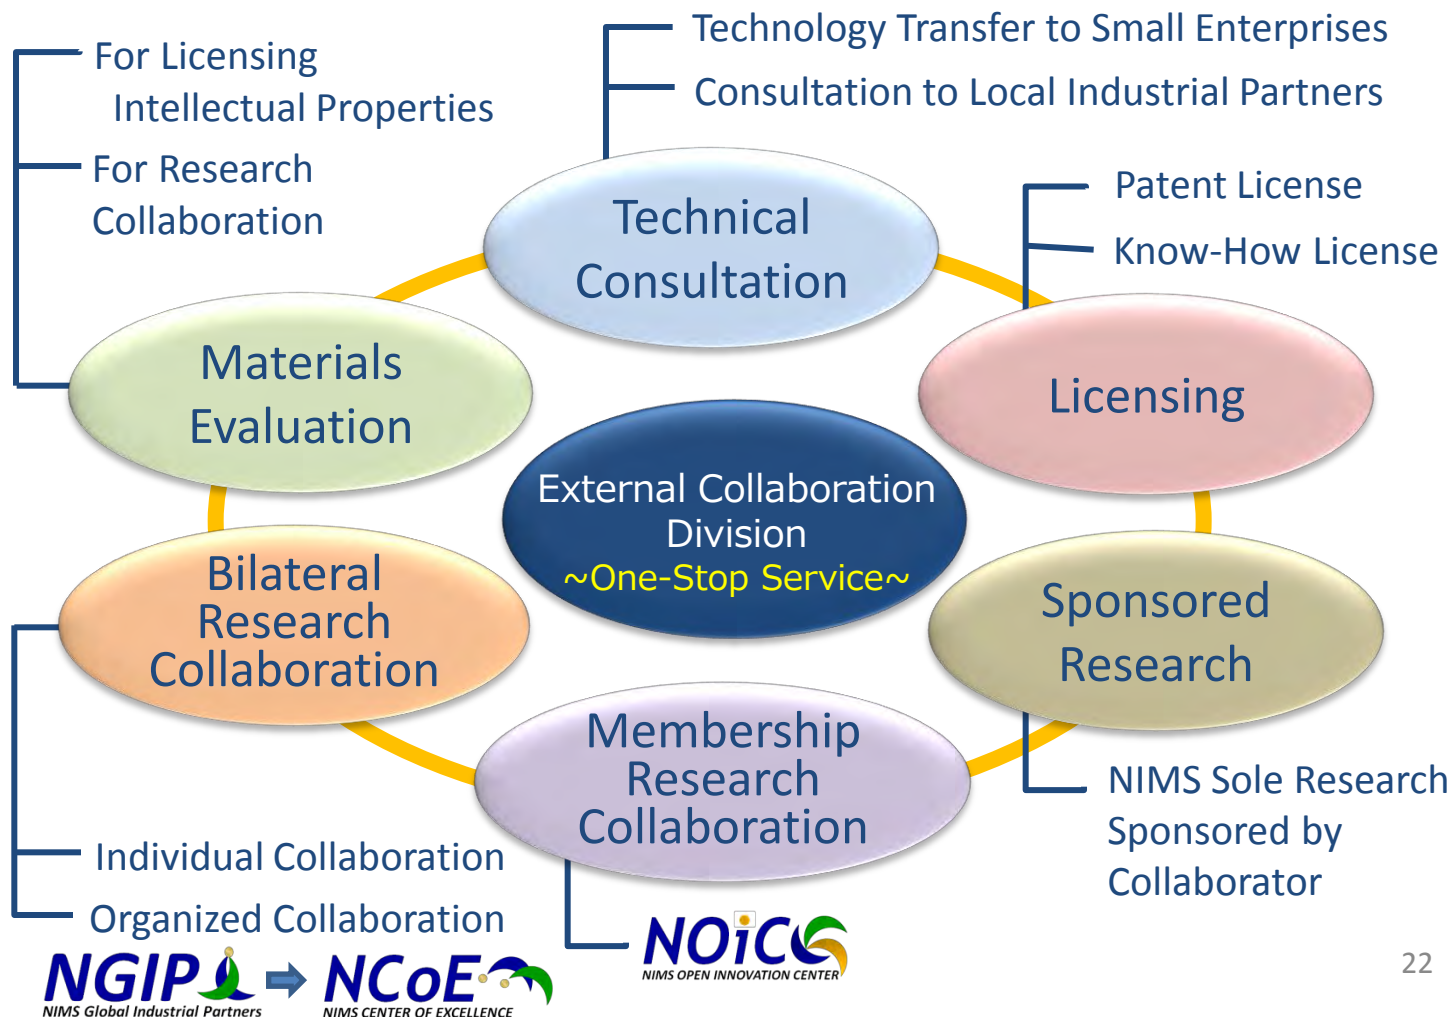 For Licensing
Intellectual Properties
For Research
Collaboration
Technology Transfer to Small Enterprises
Consultation to Local Industrial Partners
Patent License
Know-How License
Technical
Consultation
Materials
Evaluation
Licensing
External Collaboration
Division
~One-Stop Service~
Bilateral
Research
Collaboration
Sponsored
Research
Membership
Research
Collaboration
NIMS Sole Research
Sponsored by
Collaborator
Individual Collaboration
Organized Collaboration
NGIP
NIMS Global Industrial Partners
NCoE
NIMS CENTER OF EXCELLENCE
NOiC
NIMS OPEN INNOVATION CENTER
22